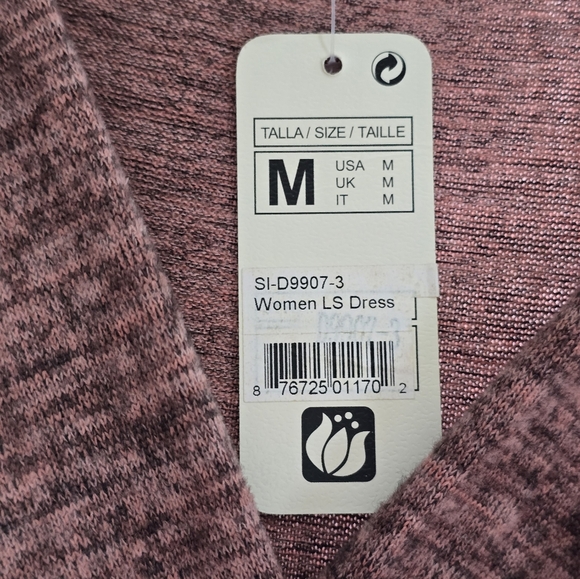 TALLA / SIZE / TAILLE
M
USA M
UK M
IT M
SI-D9907-3
Women LS Dress
8 76725 01170 2